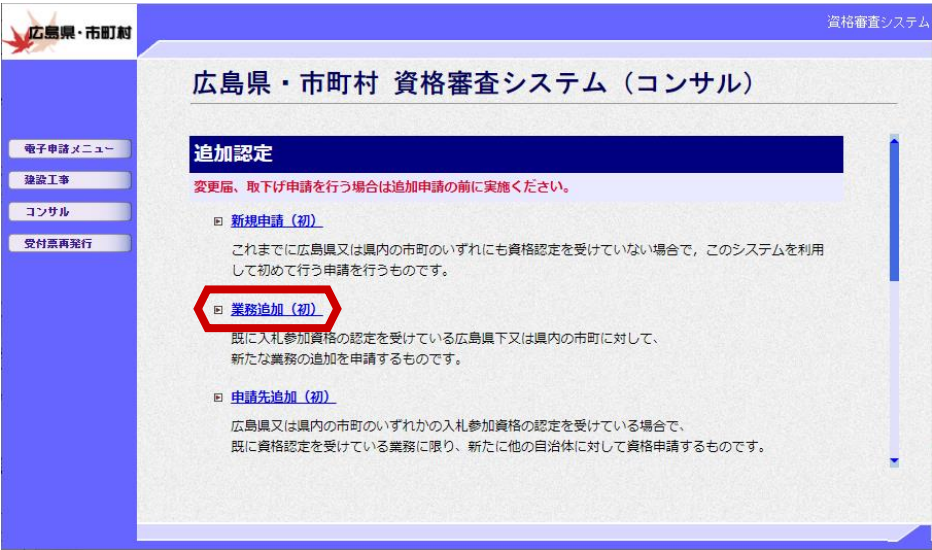 広島県・市町村
資格審査システム
広島県・市町村 資格審査システム（コンサル）
電子申請メニュー
建設工事
コンサル
受付票再発行
追加認定
変更届、取下げ申請を行う場合は追加申請の前に実施ください。
新規申請（初）
これまでに広島県又は県内の市町のいずれにも資格認定を受けていない場合で，このシステムを利用
して初めて行う申請を行うものです。
業務追加（初）
既に入札参加資格の認定を受けている広島県下又は県内の市町に対して、
新たな業務の追加を申請するものです。
申請先追加（初）
広島県又は県内の市町のいずれかの入札参加資格の認定を受けている場合で、
既に資格認定を受けている業務に限り、新たに他の自治体に対して資格申請するものです。